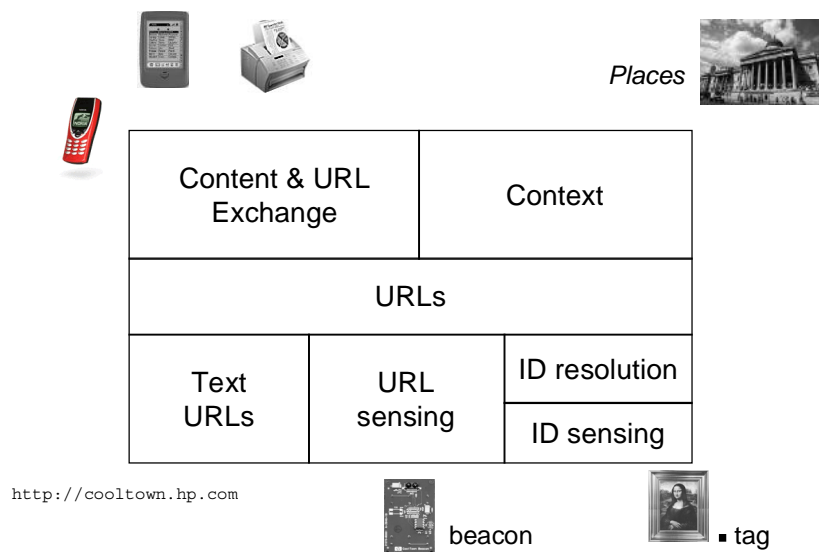 Places
Content & URL
Exchange
Context
URLs
Text
URLs
URL
sensing
ID resolution
ID sensing
http://cooltown.hp.com
beacon
tag